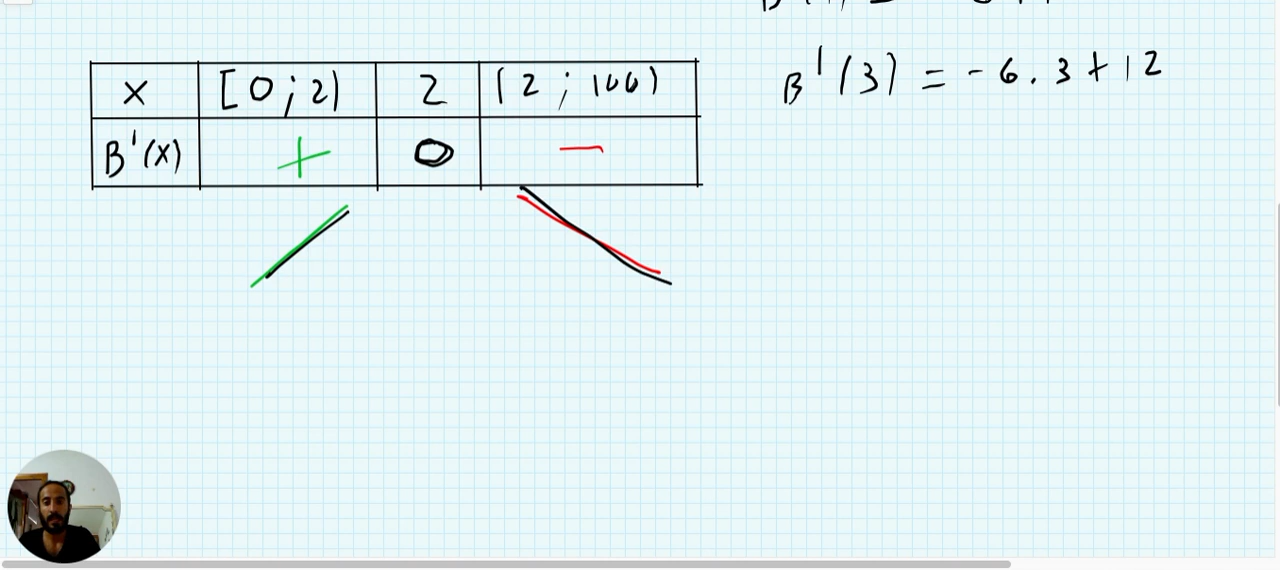 B'(3) = -6.3+12
x [0;2) 2 (2;100)
B'(x) + 0 −